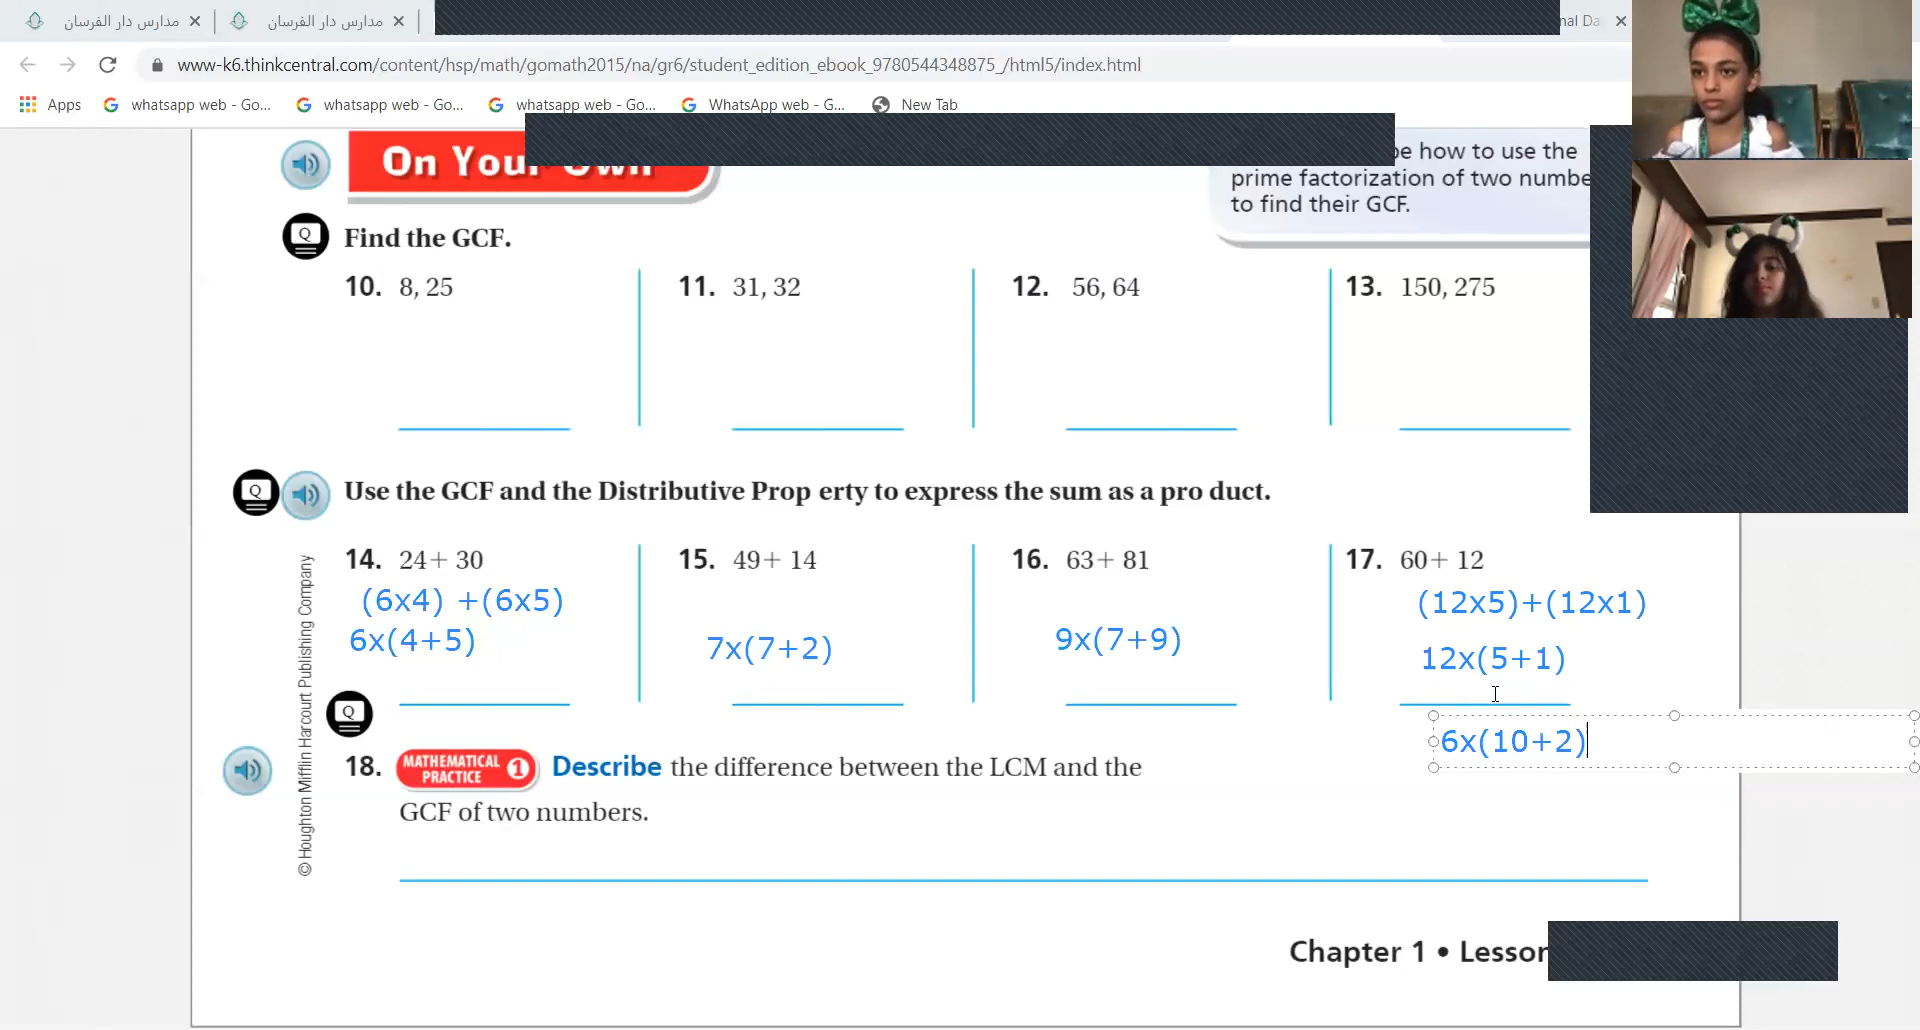 مدارس دار الفرسان
مدارس دار الفرسان
www-k6.thinkcentral.com/content/hsp/math/gomath2015/na/gr6/student_edition_ebook_9780544348875_/html5/index.html
Apps
whatsapp web - Go...
whatsapp web - Go...
whatsapp web - Go...
WhatsApp web - G...
New Tab
On Your Own
how to use the
prime factorization of two
to find their GCF.
Q
Find the GCF.
10. 8, 25
11. 31, 32
12. 56, 64
13. 150, 275
Q
Use the GCF and the Distributive Prop erty to express the sum as a pro duct.
14. 24+ 30
(6x4) +(6x5)
6x(4+5)
15. 49+ 14
7x(7+2)
16. 63+ 81
9x(7+9)
17. 60+ 12
(12x5)+(12x1)
12x(5+1)
6x(10+2)
Q
18. MATHEMATICAL PRACTICE 1 Describe the difference between the LCM and the
GCF of two numbers.
© Houghton Mifflin Harcourt Publishing Company
Chapter 1 • Lesson